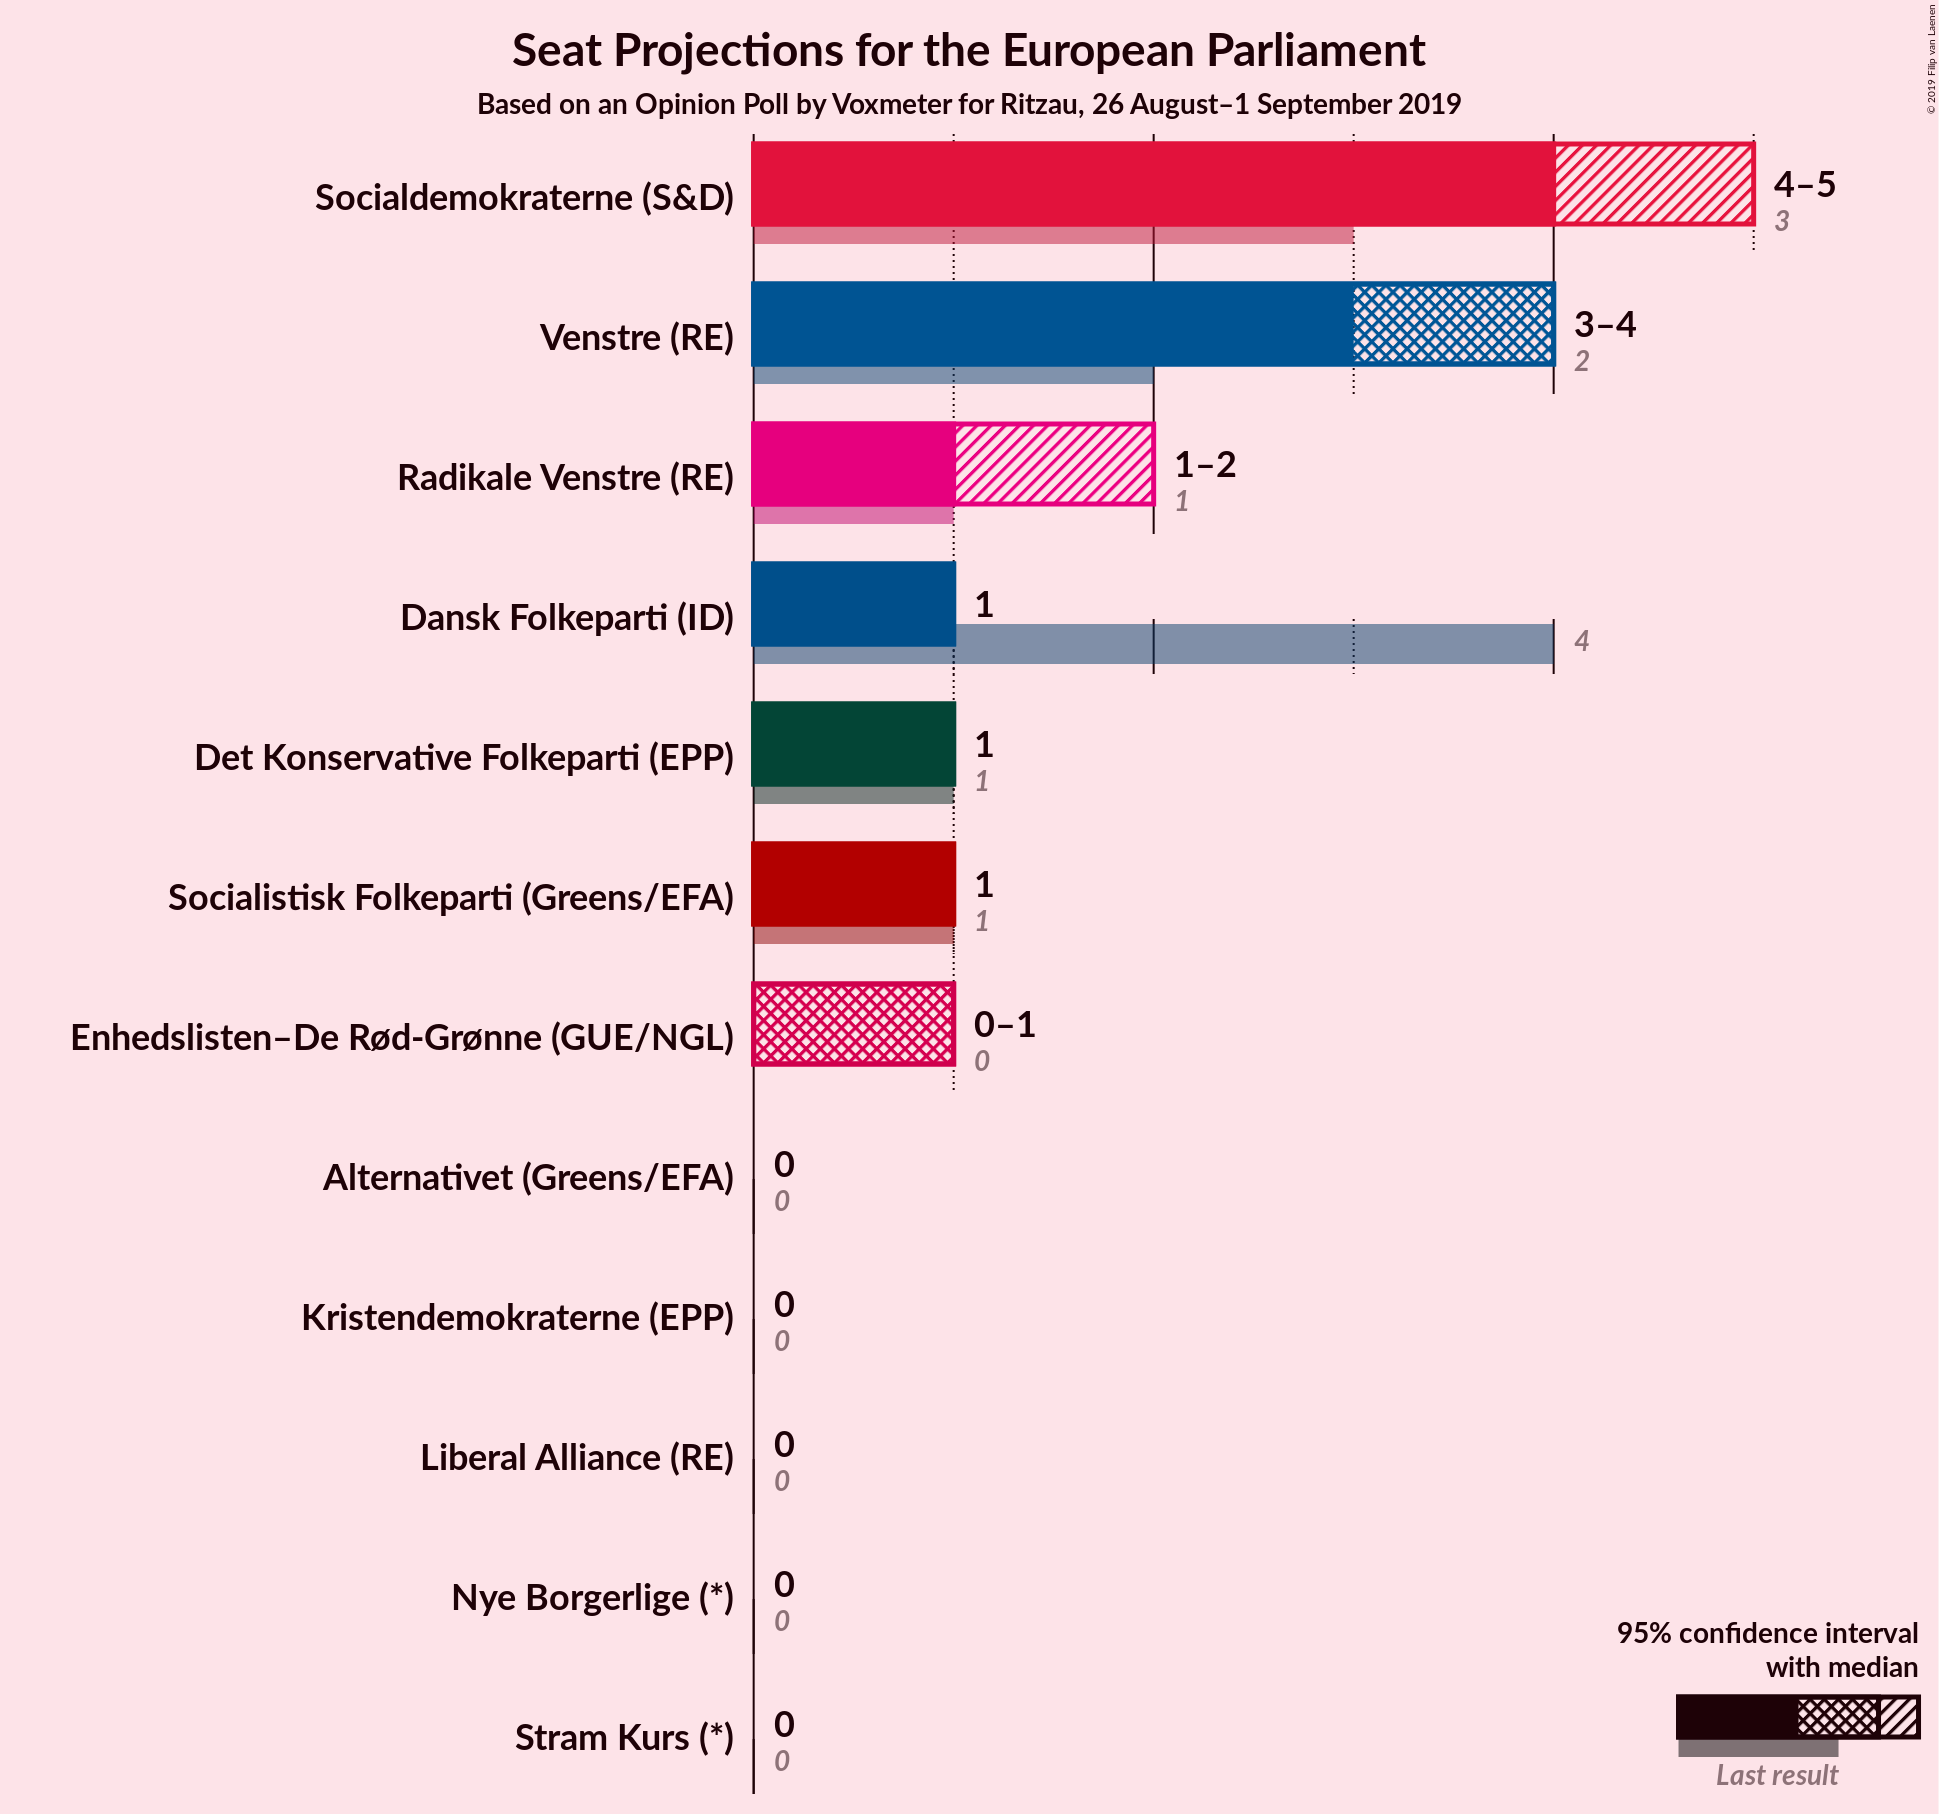 Seat Projections for the European Parliament
Based on an Opinion Poll by Voxmeter for Ritzau, 26 August–1 September 2019
© 2019 Filip van Laenen
Socialdemokraterne (S&D)
4–5
3
Venstre (RE)
3–4
2
Radikale Venstre (RE)
1–2
1
Dansk Folkeparti (ID)
1
4
Det Konservative Folkeparti (EPP)
1
1
Socialistisk Folkeparti (Greens/EFA)
1
1
Enhedslisten–De Rød-Grønne (GUE/NGL)
0–1
0
Alternativet (Greens/EFA)
0
0
Kristendemokraterne (EPP)
0
0
Liberal Alliance (RE)
0
0
Nye Borgerlige (*)
0
0
Stram Kurs (*)
0
0
95% confidence interval
with median
Last result